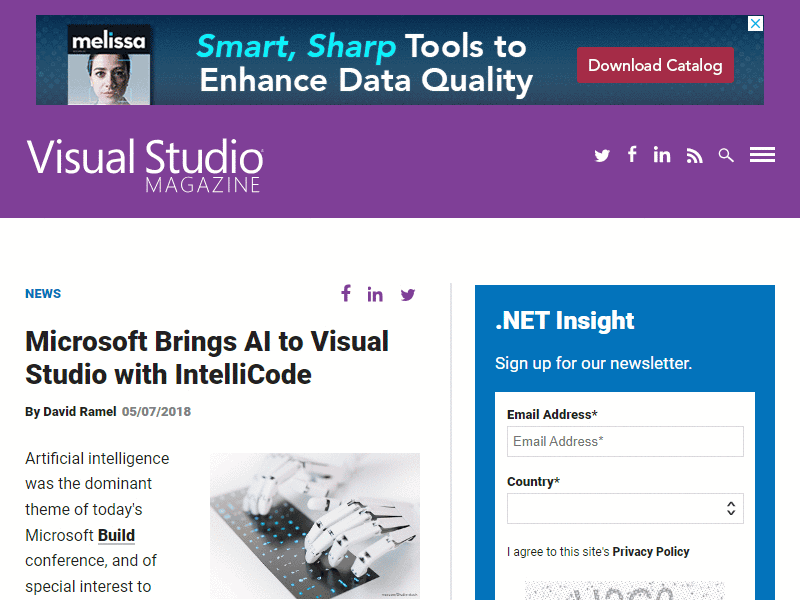 melissa
Smart, Sharp Tools to
Enhance Data Quality
Download Catalog
Visual Studio
MAGAZINE
NEWS
Microsoft Brings AI to Visual
Studio with IntelliCode
By David Ramel 05/07/2018
Artificial intelligence
was the dominant
theme of today's
Microsoft Build
conference, and of
special interest to
.NET Insight
Sign up for our newsletter.
Email Address*
Email Address*
Country*
I agree to this site's Privacy Policy